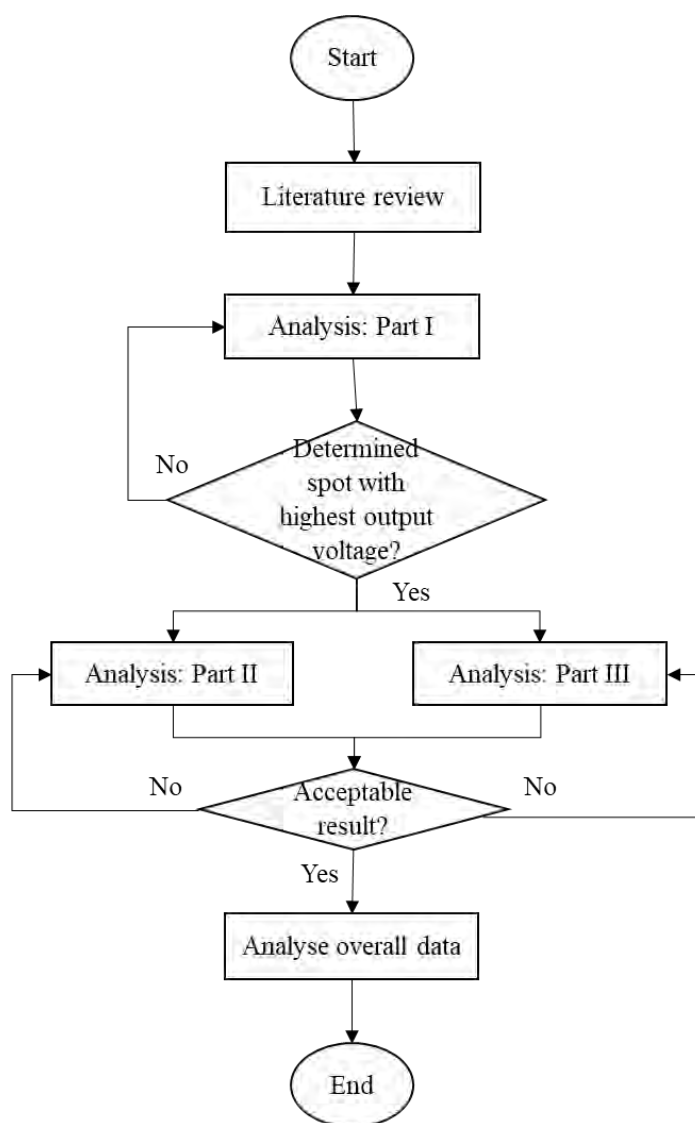 Start
Literature review
Analysis: Part I
No
Determined
spot with
highest output
voltage?
Yes
Analysis: Part II
Analysis: Part III
No
Acceptable
result?
No
Yes
Analyse overall data
End